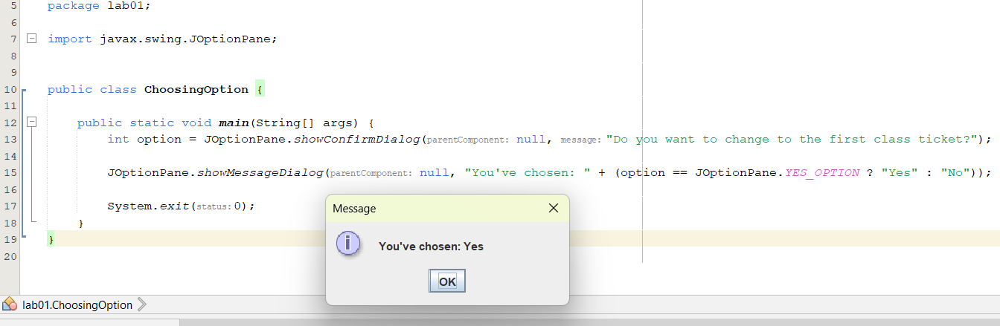 5 package lab01;
6
7 import javax.swing.JOptionPane;
8
9
10 public class ChoosingOption {
11
12 public static void main(String[] args) {
13 int option = JOptionPane.showConfirmDialog(parentComponent: null, message: "Do you want to change to the first class ticket?");
14
15 JOptionPane.showMessageDialog(parentComponent: null, "You've chosen: " + (option == JOptionPane.YES_OPTION ? "Yes" : "No"));
16
17 System.exit(status: 0);
18 }
19 }
20
Message
You've chosen: Yes
OK
lab01.ChoosingOption